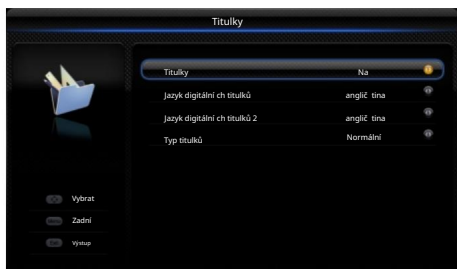 Titulky
Titulky Na
Jazyk digitální ch titulků anglič tina
Jazyk digitální ch titulků 2 anglič tina
Typ titulků Normální
Vybrat
Zadní
Výstup